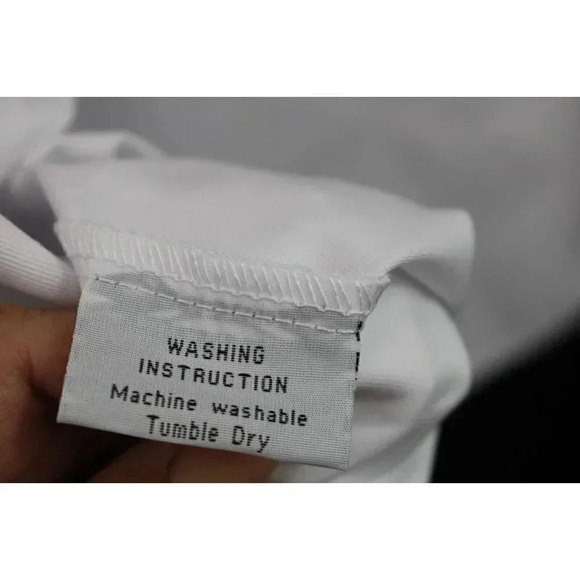 WASHING
INSTRUCTION
Machine washable
Tumble Dry